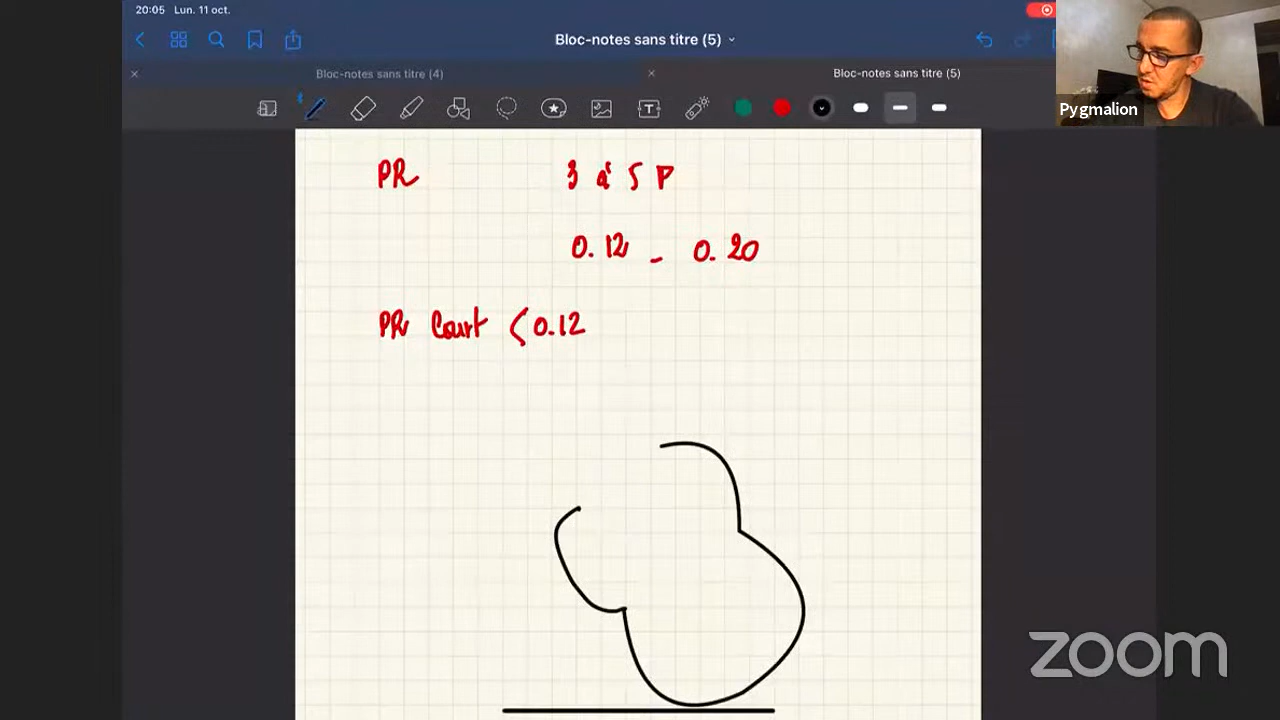 20:05 Lun. 11 oct.
Bloc-notes sans titre (5)
Bloc-notes sans titre (4)
Bloc-notes sans titre (5)
Pygmalion
PR 3 à 5 P
0.12 - 0.20
PR Court < 0.12
zoom